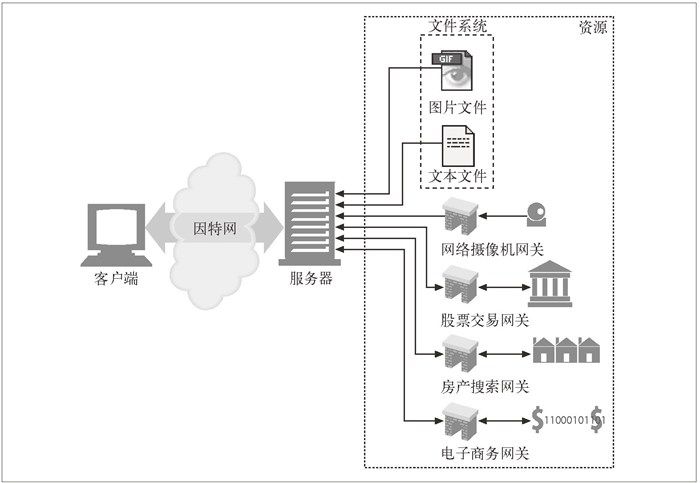 文件系统
资源
GIF
图片文件
文本文件
因特网
客户端
服务器
网络摄像机网关
股票交易网关
房产搜索网关
$11000101101$
电子商务网关